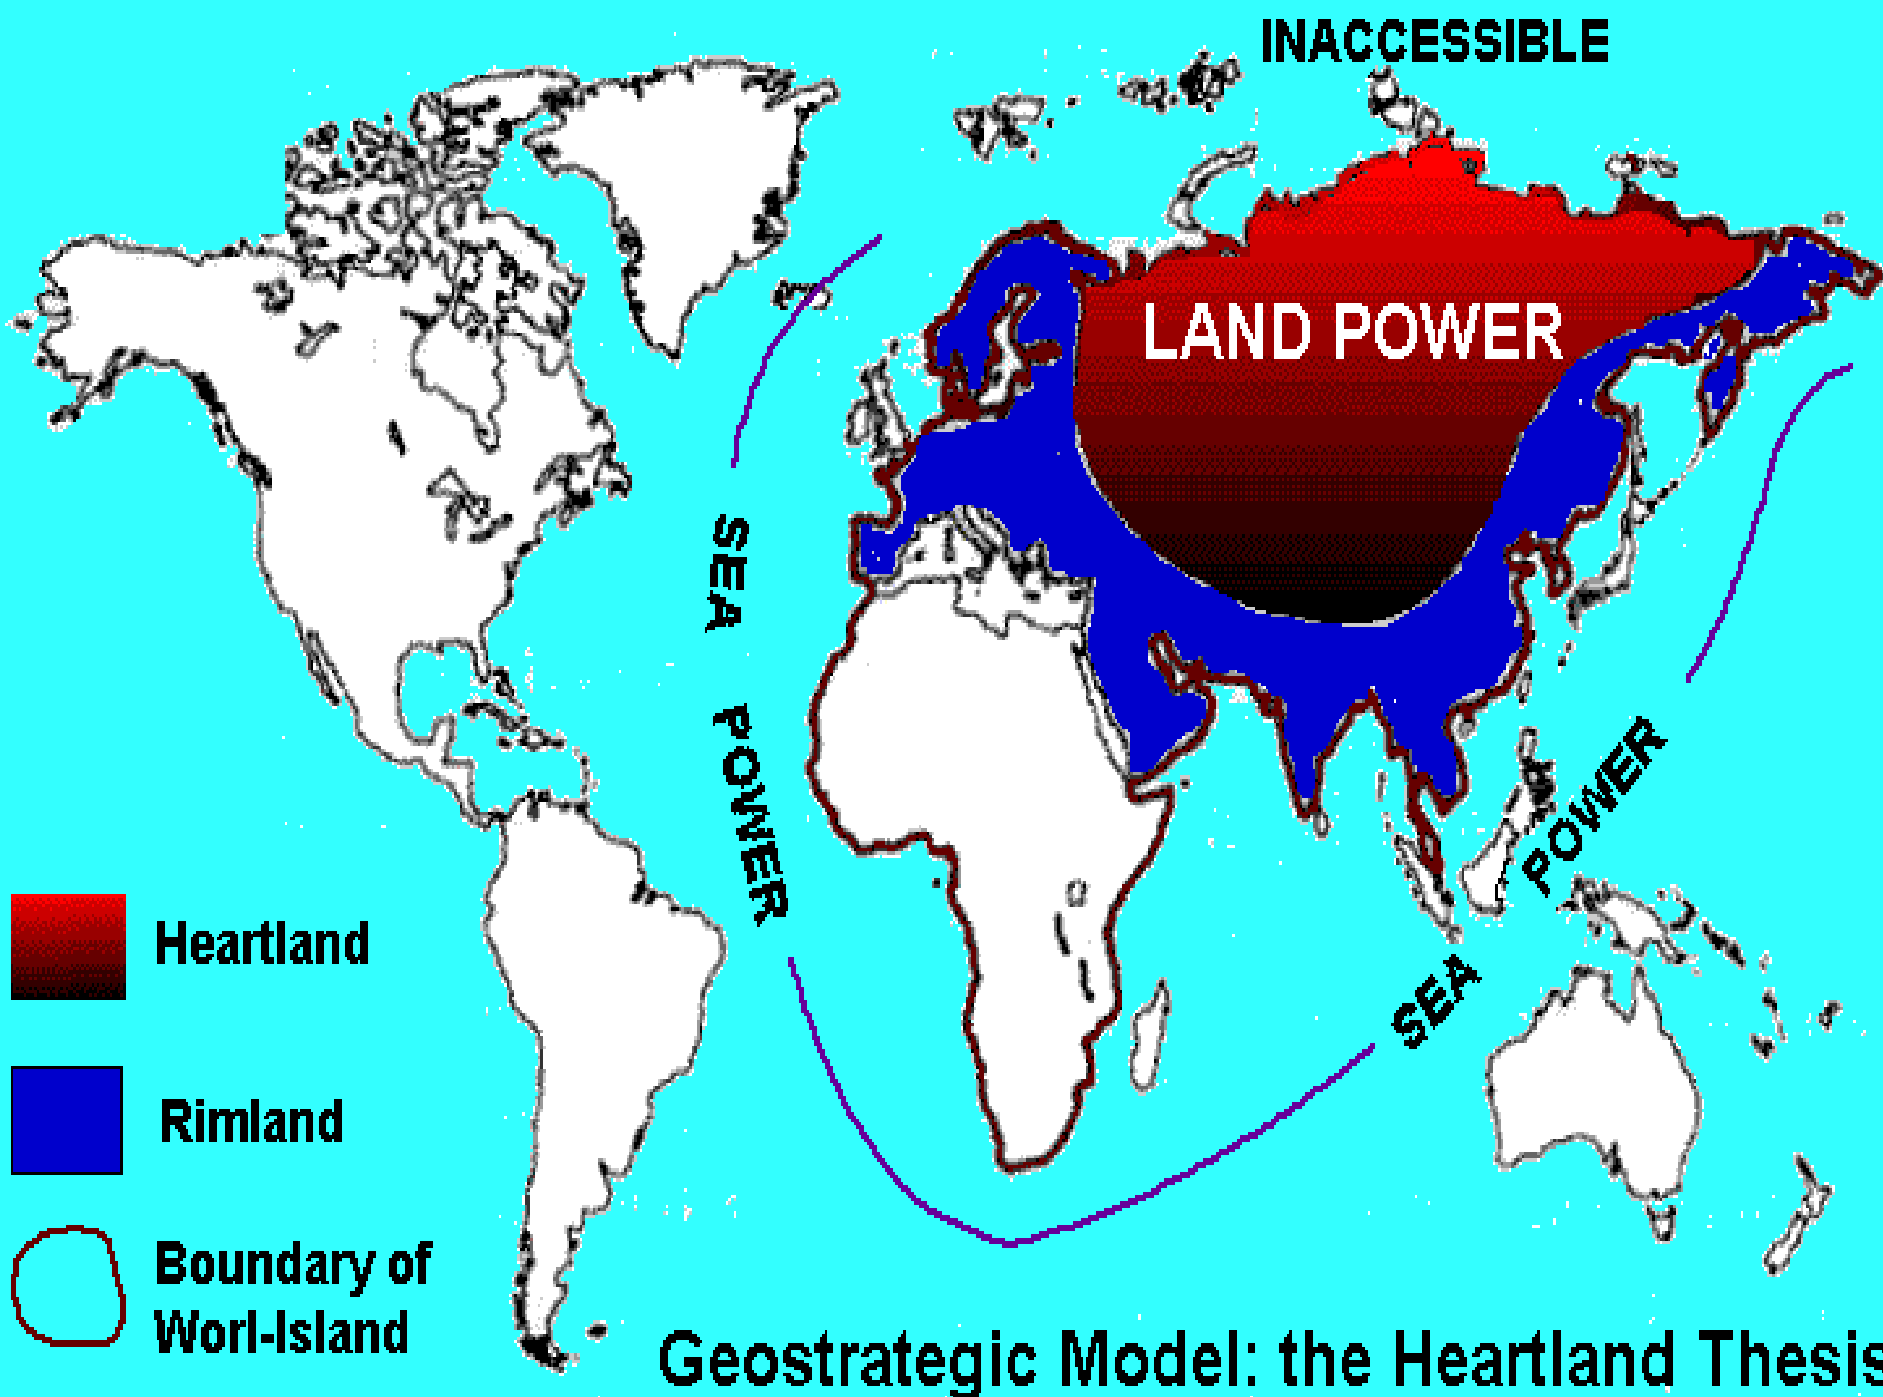 INACCESSIBLE
LAND POWER
SEA POWER
SEA POWER
Heartland
Rimland
Boundary of
Worl-Island
Geostrategic Model: the Heartland Thesis